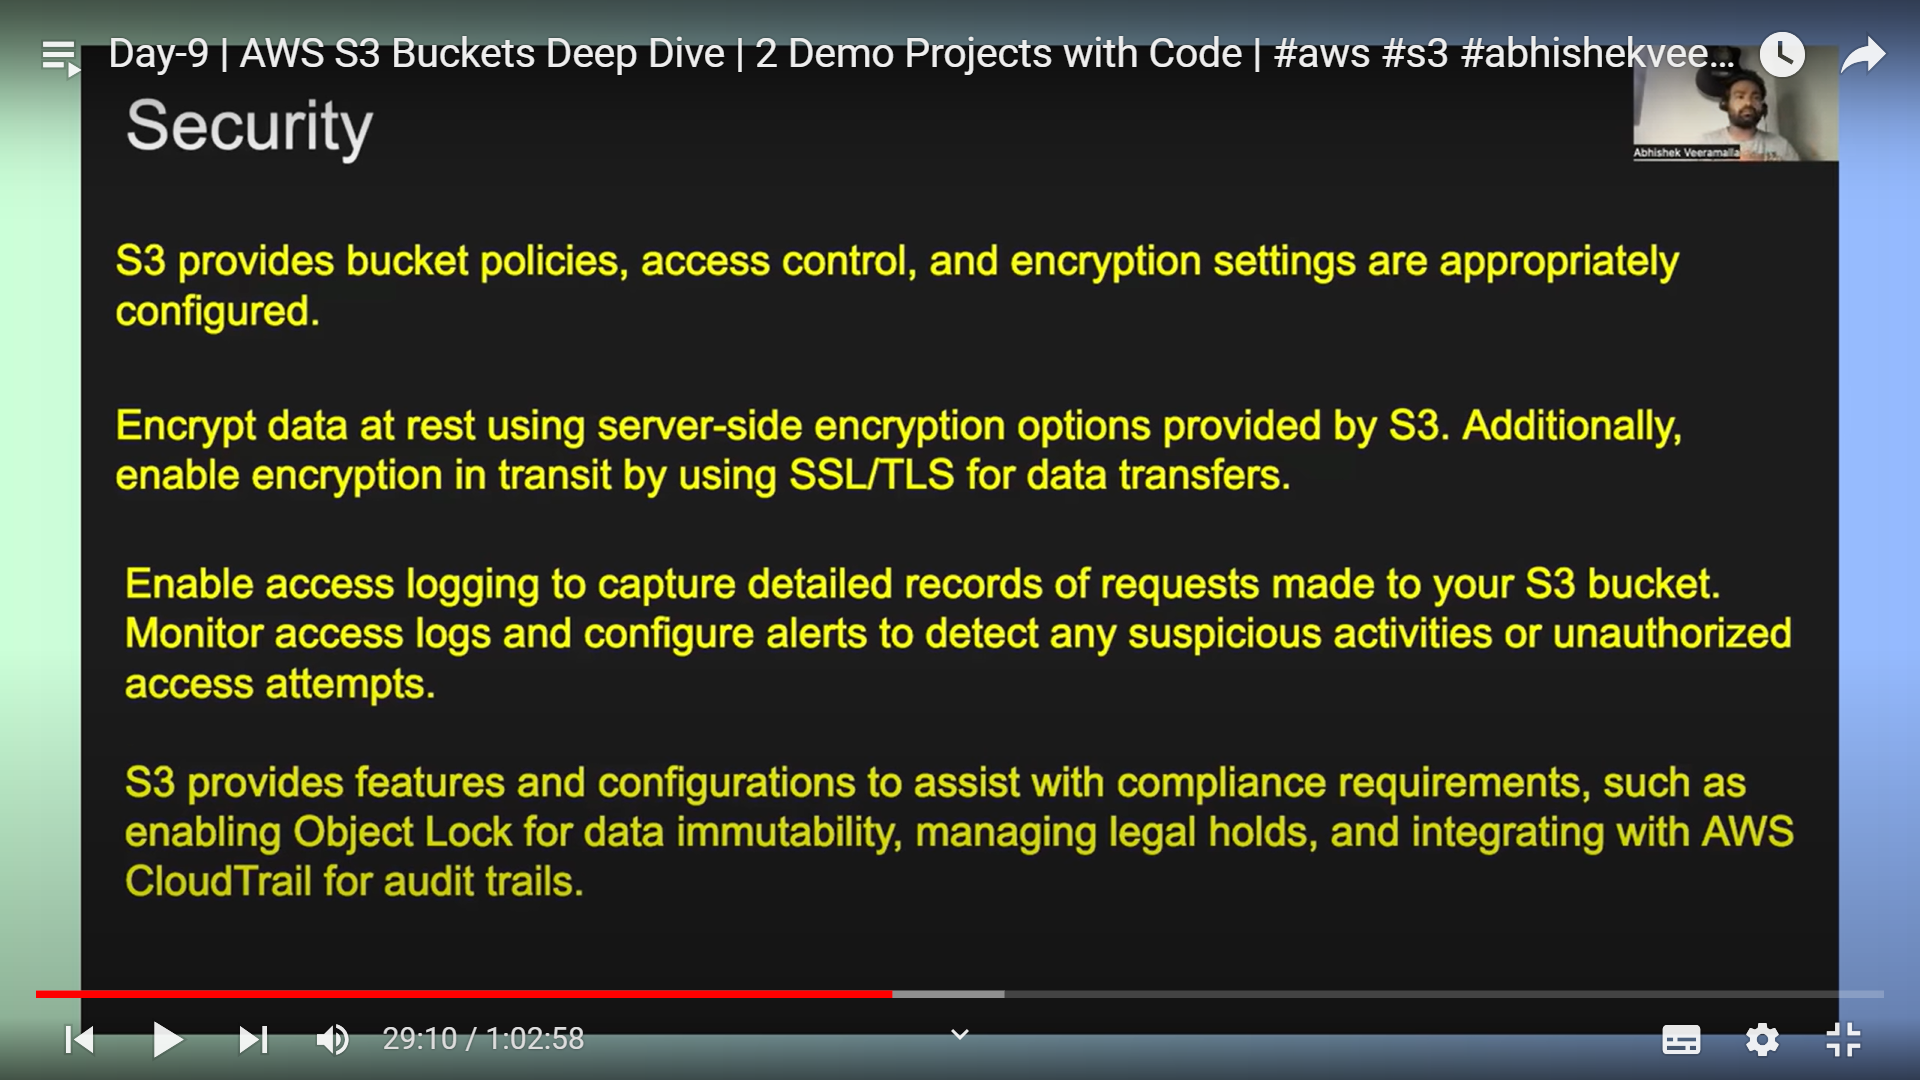 Day-9 | AWS S3 Buckets Deep Dive | 2 Demo Projects with Code | #aws #s3 #abhishekvee...
Security
Abhishek Veeramalla
S3 provides bucket policies, access control, and encryption settings are appropriately
configured.
Encrypt data at rest using server-side encryption options provided by S3. Additionally,
enable encryption in transit by using SSL/TLS for data transfers.
Enable access logging to capture detailed records of requests made to your S3 bucket.
Monitor access logs and configure alerts to detect any suspicious activities or unauthorized
access attempts.
S3 provides features and configurations to assist with compliance requirements, such as
enabling Object Lock for data immutability, managing legal holds, and integrating with AWS
CloudTrail for audit trails.
29:10 / 1:02:58